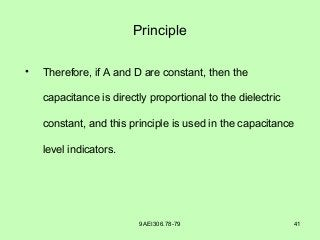 Principle
• Therefore, if A and D are constant, then the
capacitance is directly proportional to the dielectric
constant, and this principle is used in the capacitance
level indicators.
9AEI306.78-79 41